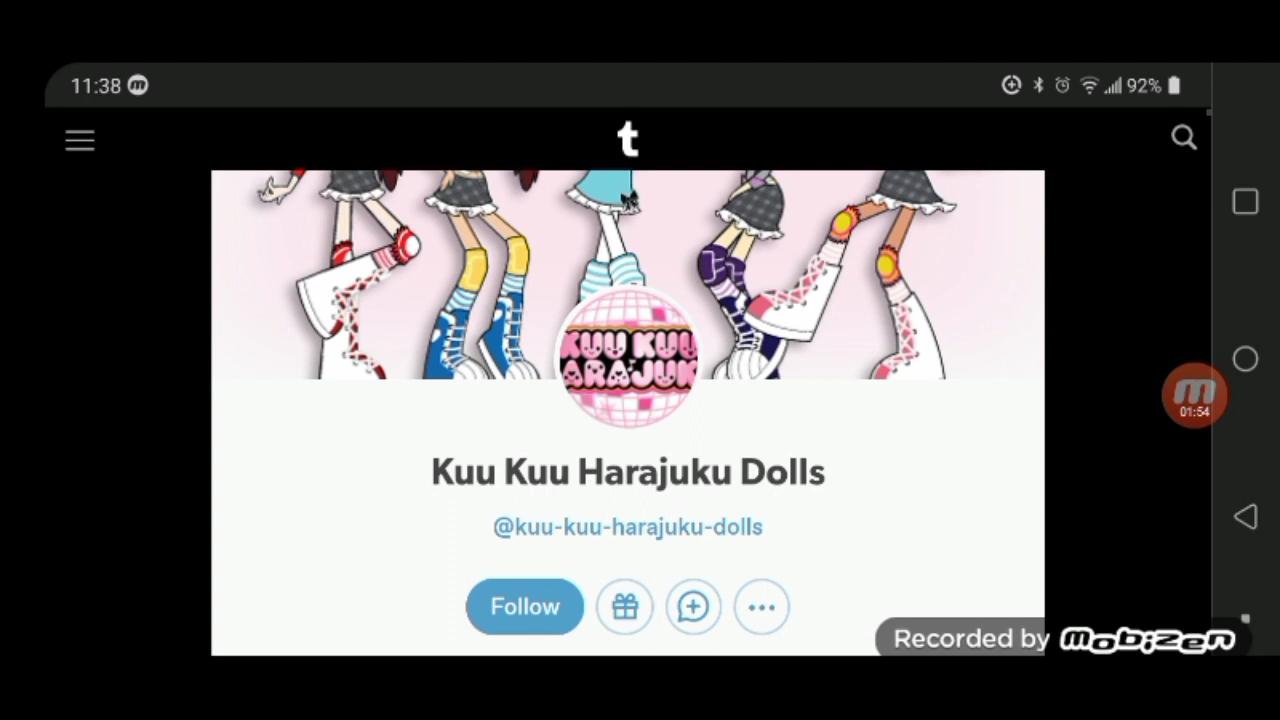 11:38
92%
t
KUU KUU
ARAJUK
Kuu Kuu Harajuku Dolls
@kuu-kuu-harajuku-dolls
Follow
01:54
Recorded by mobizen